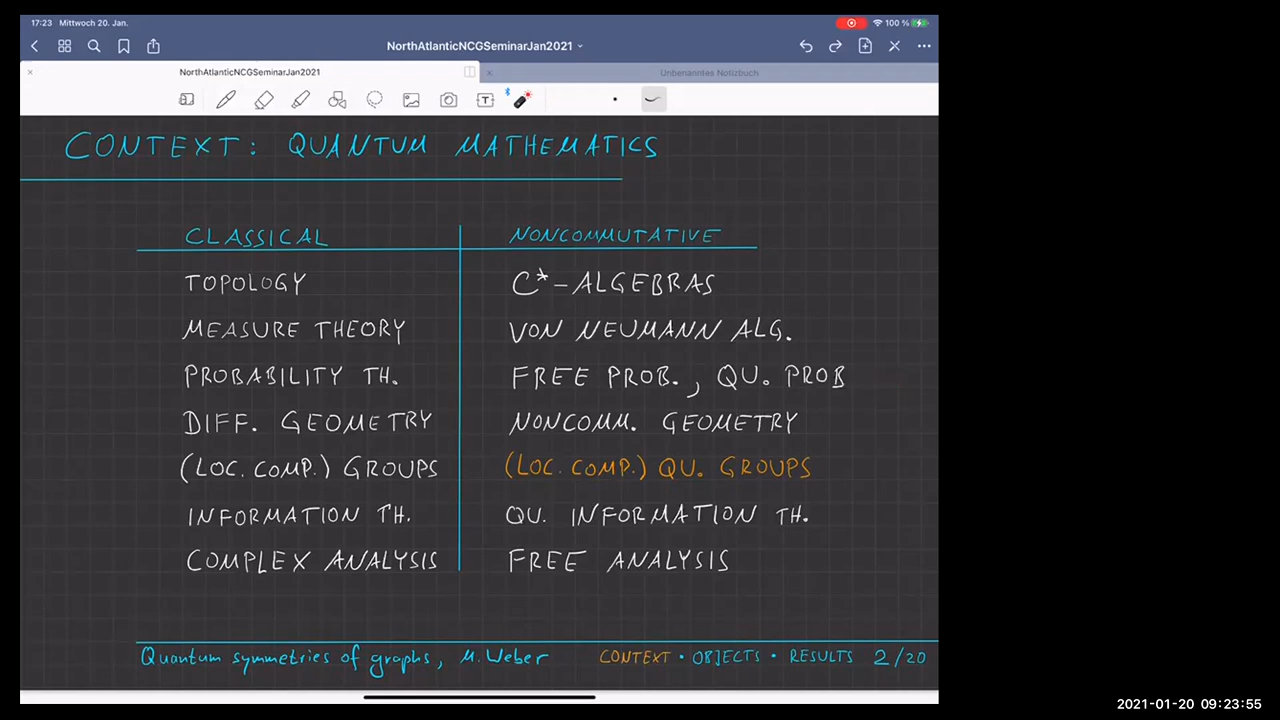 17:23 Mittwoch 20. Jan. 100 %
NorthAtlanticNCGSeminarJan2021
NorthAtlanticNCGSeminarJan2021 Unbenanntes Notizbuch
CONTEXT: QUANTUM MATHEMATICS
CLASSICAL NONCOMMUTATIVE
TOPOLOGY C*-ALGEBRAS
MEASURE THEORY VON NEUMANN ALG.
PROBABILITY TH. FREE PROB., QU. PROB
DIFF. GEOMETRY NONCOMM. GEOMETRY
(LOC. COMP.) GROUPS (LOC. COMP.) QU. GROUPS
INFORMATION TH. QU. INFORMATION TH.
COMPLEX ANALYSIS FREE ANALYSIS
Quantum symmetries of graphs, M. Weber CONTEXT • OBJECTS • RESULTS 2/20
2021-01-20 09:23:55